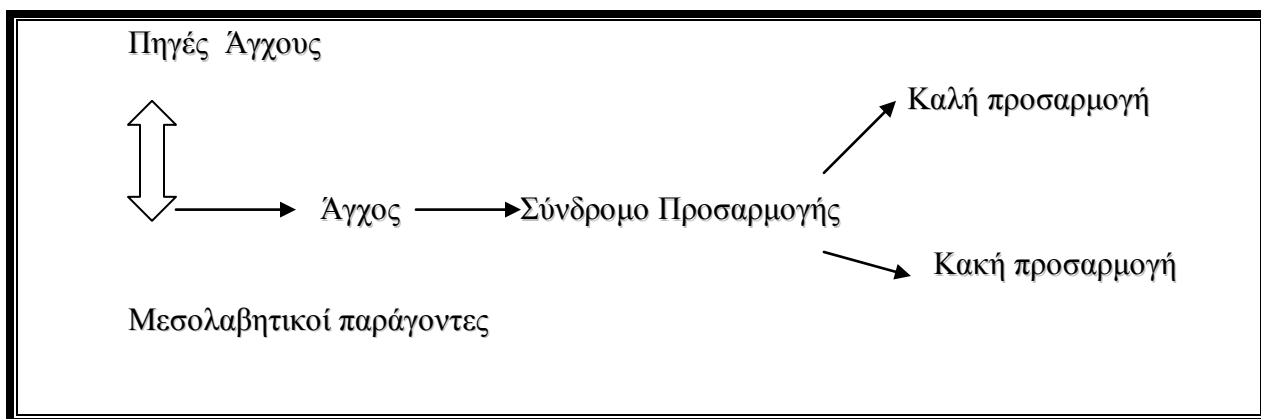 Πηγές Άγχους
Καλή προσαρμογή
Άγχος Σύνδρομο Προσαρμογής
Κακή προσαρμογή
Μεσολαβητικοί παράγοντες